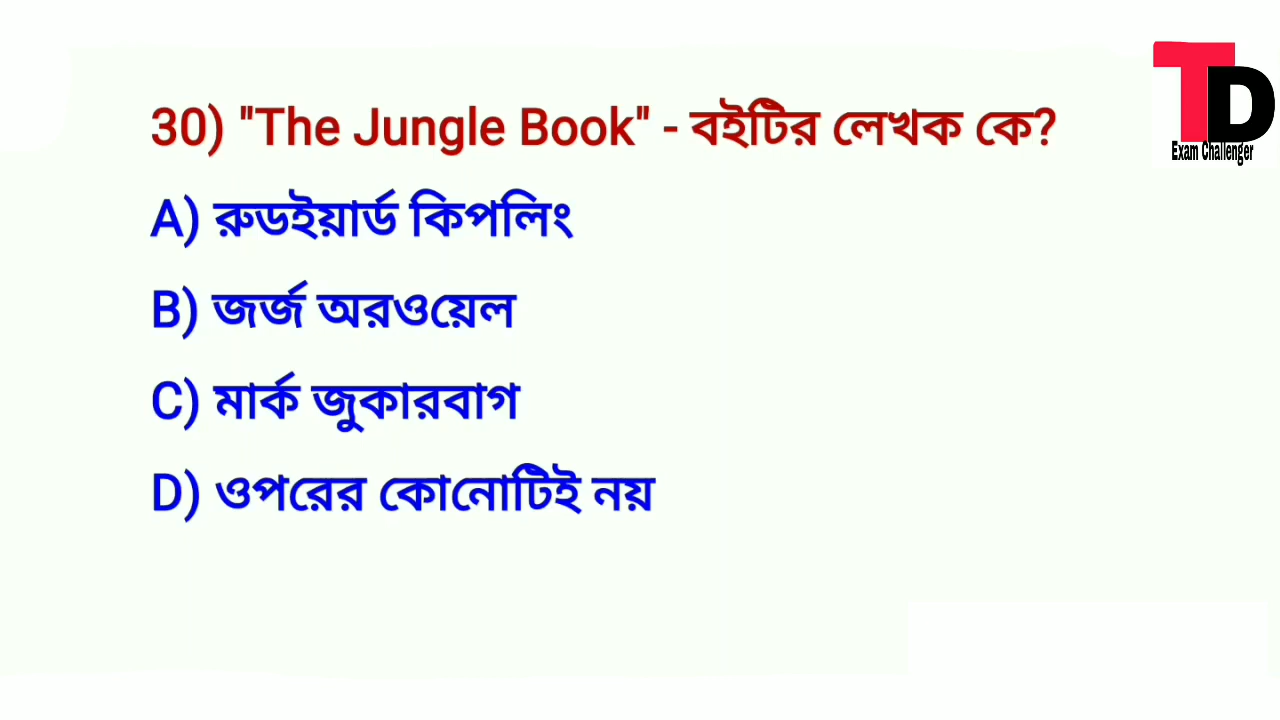 30) "The Jungle Book" - বইটির লেখক কে?
A) রুডইয়ার্ড কিপলিং
B) জর্জ অরওয়েল
C) মার্ক জুকারবাগ
D) ওপরের কোনোটিই নয়
TD
Exam Challenger